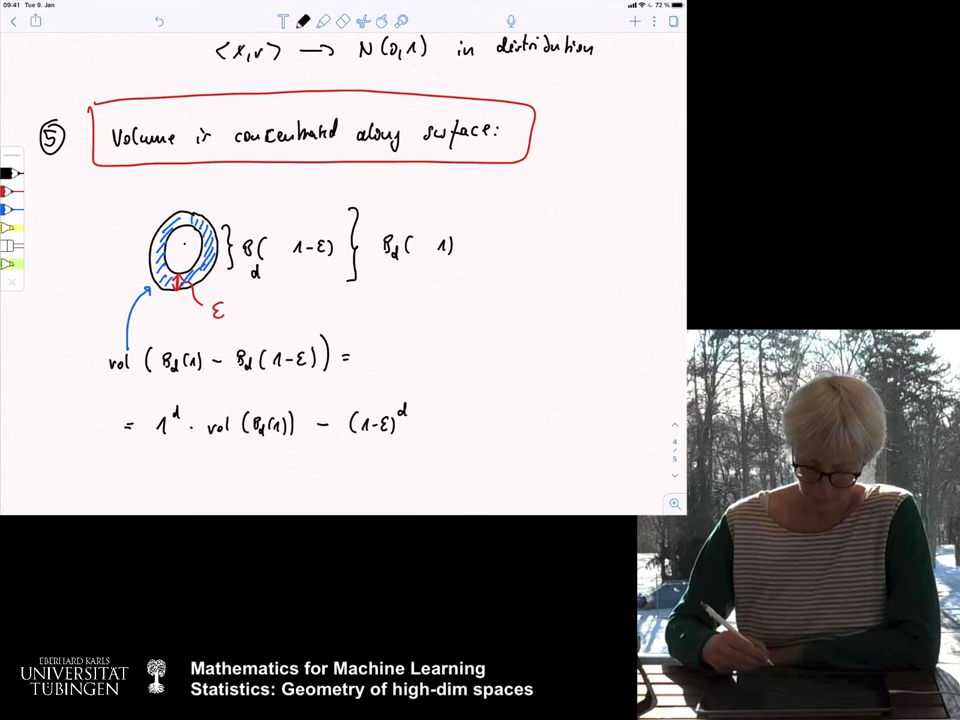 09:41 Tue 9. Jan
72 %
<x,v> → N(0,1) in distribution
⑤ Volume is concentrated along surface:
} B_d( 1-ε) } B_d( 1)
ε
vol (B_d(1) - B_d(1-ε)) =
= 1^d · vol (B_d(1)) - (1-ε)^d
4
/
5
EBERHARD KARLS
UNIVERSITÄT
TÜBINGEN
Mathematics for Machine Learning
Statistics: Geometry of high-dim spaces